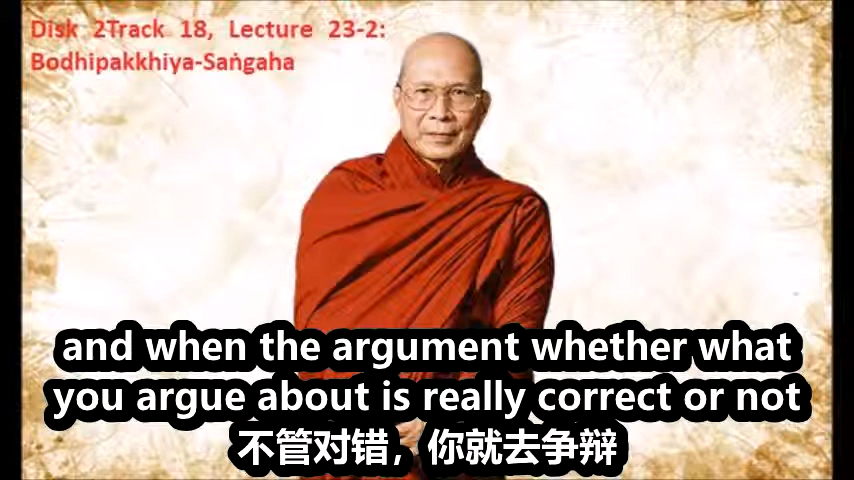 Disk 2Track 18, Lecture 23-2:
Bodhipakkhiya-Saṅgaha
and when the argument whether what
you argue about is really correct or not
不管对错，你就去争辩